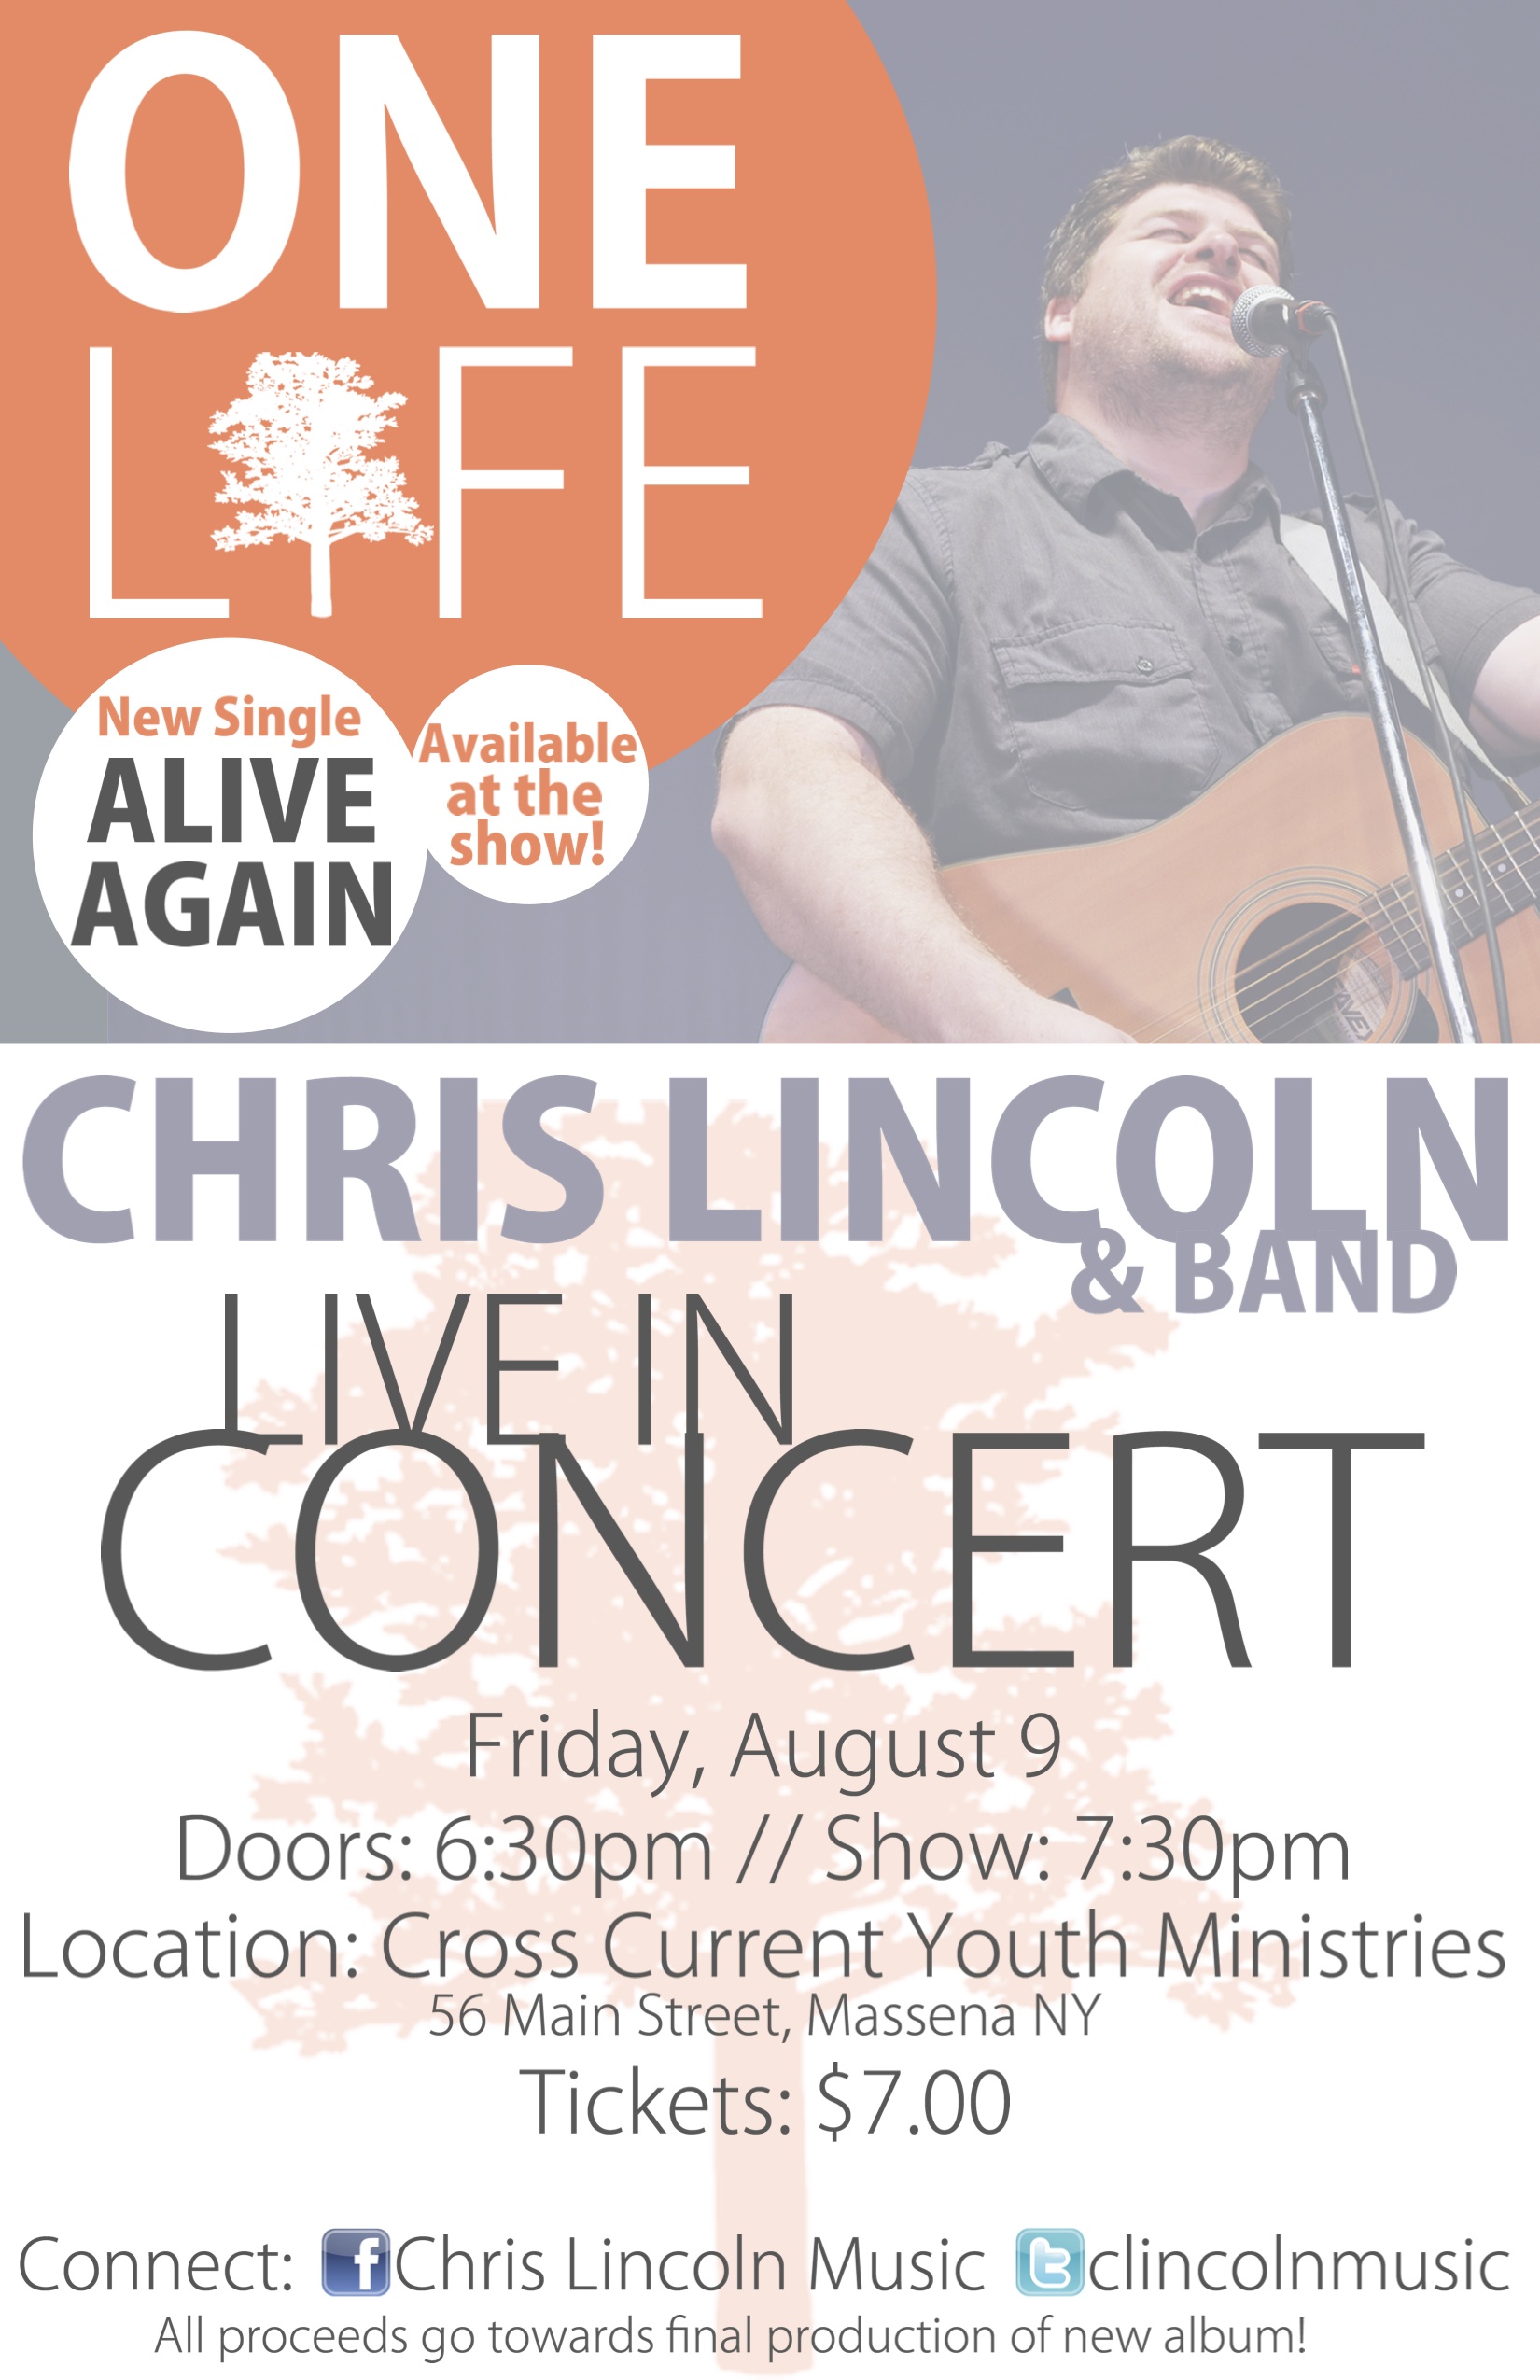 ONE
LIFE
New Single
ALIVE
AGAIN
Available
at the
show!
CHRIS LINCOLN
& BAND
LIVE IN
CONCERT
Friday, August 9
Doors: 6:30pm // Show: 7:30pm
Location: Cross Current Youth Ministries
56 Main Street, Massena NY
Tickets: $7.00
Connect: f Chris Lincoln Music t clincolnmusic
All proceeds go towards final production of new album!